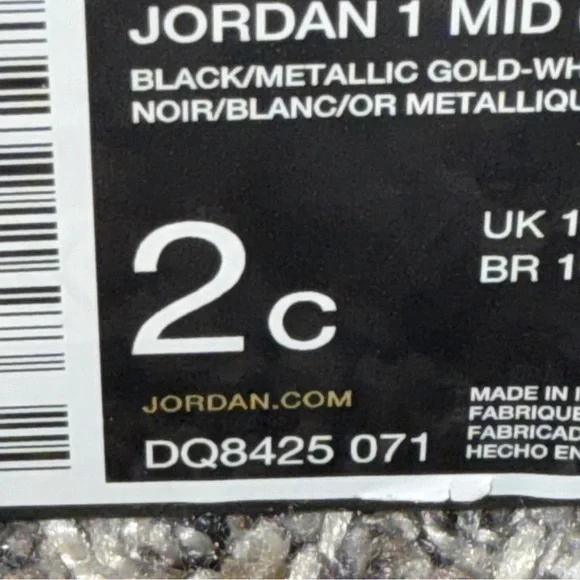 JORDAN 1 MID
BLACK/METALLIC GOLD-WH
NOIR/BLANC/OR METALLIQU
UK 1
BR 1
2C
JORDAN.COM
DQ8425 071
MADE IN
FABRIQUE
FABRICAD
HECHO EN